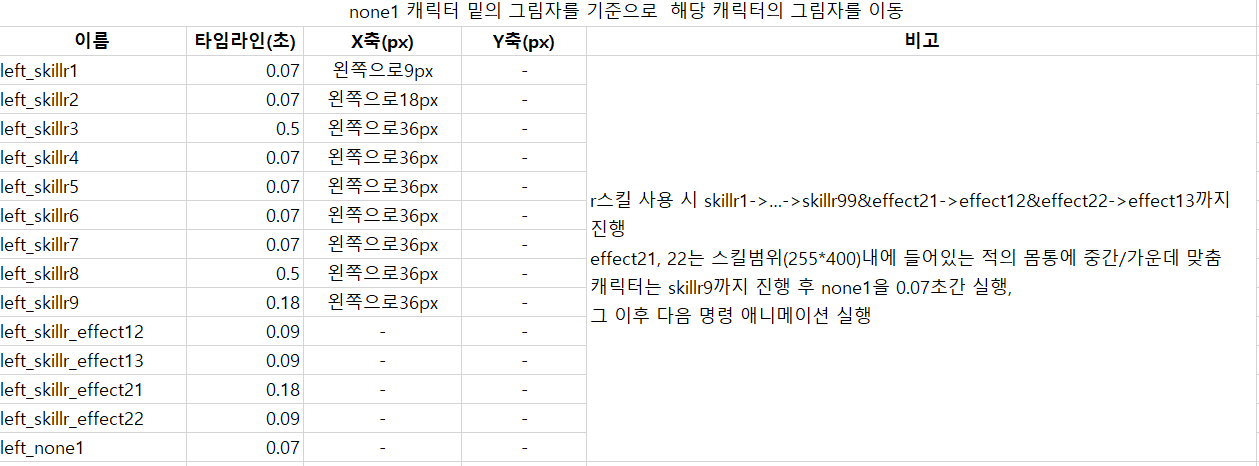 none1 캐릭터 밑의 그림자를 기준으로  해당 캐릭터의 그림자를 이동
이름 타임라인(초) X축(px) Y축(px) 비고
left_skillr1 0.07 왼쪽으로9px -
left_skillr2 0.07 왼쪽으로18px -
left_skillr3 0.5 왼쪽으로36px -
left_skillr4 0.07 왼쪽으로36px -
left_skillr5 0.07 왼쪽으로36px -
left_skillr6 0.07 왼쪽으로36px -
left_skillr7 0.07 왼쪽으로36px -
left_skillr8 0.5 왼쪽으로36px -
left_skillr9 0.18 왼쪽으로36px -
left_skillr_effect12 0.09 - -
left_skillr_effect13 0.09 - -
left_skillr_effect21 0.18 - -
left_skillr_effect22 0.09 - -
left_none1 0.07 - -
r스킬 사용 시 skillr1->...->skillr99&effect21->effect12&effect22->effect13까지
진행
effect21, 22는 스킬범위(255*400)내에 들어있는 적의 몸통에 중간/가운데 맞춤
캐릭터는 skillr9까지 진행 후 none1을 0.07초간 실행,
그 이후 다음 명령 애니메이션 실행